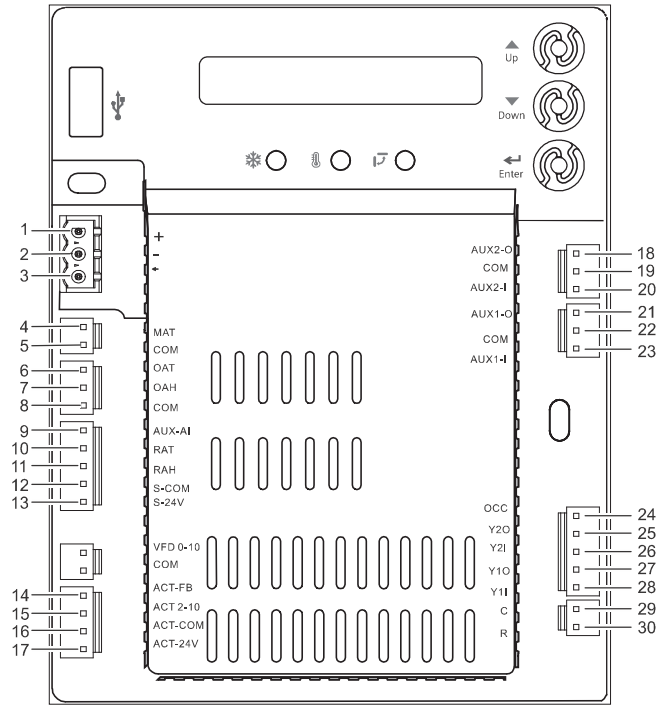 Up
Down
Enter
1
2
3
4
5
6
7
8
9
10
11
12
13
14
15
16
17
+
-
MAT
COM
OAT
OAH
COM
AUX-AI
RAT
RAH
S-COM
S-24V
VFD 0-10
COM
ACT-FB
ACT 2-10
ACT-COM
ACT-24V
AUX2-O
COM
AUX2-I
AUX1-O
COM
AUX1-I
OCC
Y2O
Y2I
Y1O
Y1I
C
R
18
19
20
21
22
23
24
25
26
27
28
29
30